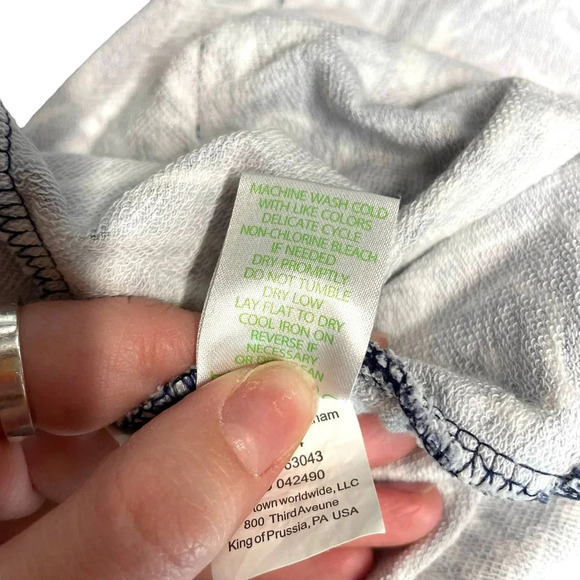 MACHINE WASH COLD
WITH LIKE COLORS
DELICATE CYCLE
NON-CHLORINE BLEACH
IF NEEDED
DRY PROMPTLY
DO NOT TUMBLE
DRY LOW
LAY FLAT TO DRY
COOL IRON ON
REVERSE IF
NECESSARY
OR
63043
042490
town worldwide, LLC
800 ThirdAveune
King of Prussia, PA USA